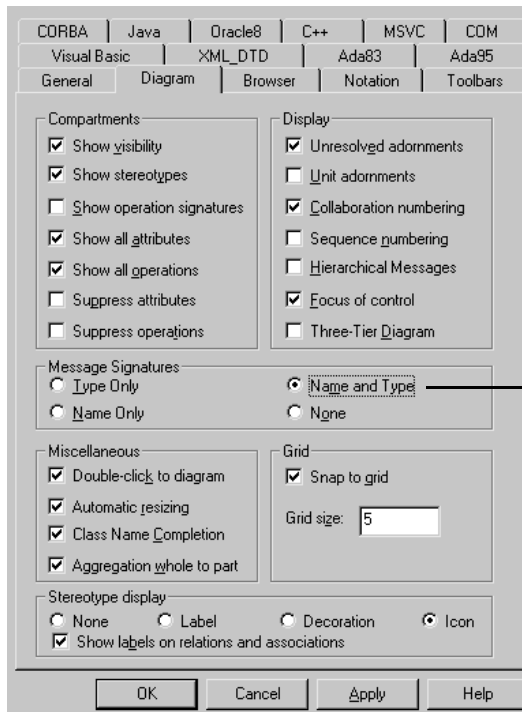 CORBA Java Oracle8 C++ MSVC COM
Visual Basic XML_DTD Ada83 Ada95
General Diagram Browser Notation Toolbars
Compartments
Show visibility
Show stereotypes
Show operation signatures
Show all attributes
Show all operations
Suppress attributes
Suppress operations
Display
Unresolved adornments
Unit adornments
Collaboration numbering
Sequence numbering
Hierarchical Messages
Focus of control
Three-Tier Diagram
Message Signatures
Type Only Name and Type
Name Only None
Miscellaneous
Double-click to diagram
Automatic resizing
Class Name Completion
Aggregation whole to part
Grid
Snap to grid
Grid size: 5
Stereotype display
None Label Decoration Icon
Show labels on relations and associations
OK Cancel Apply Help